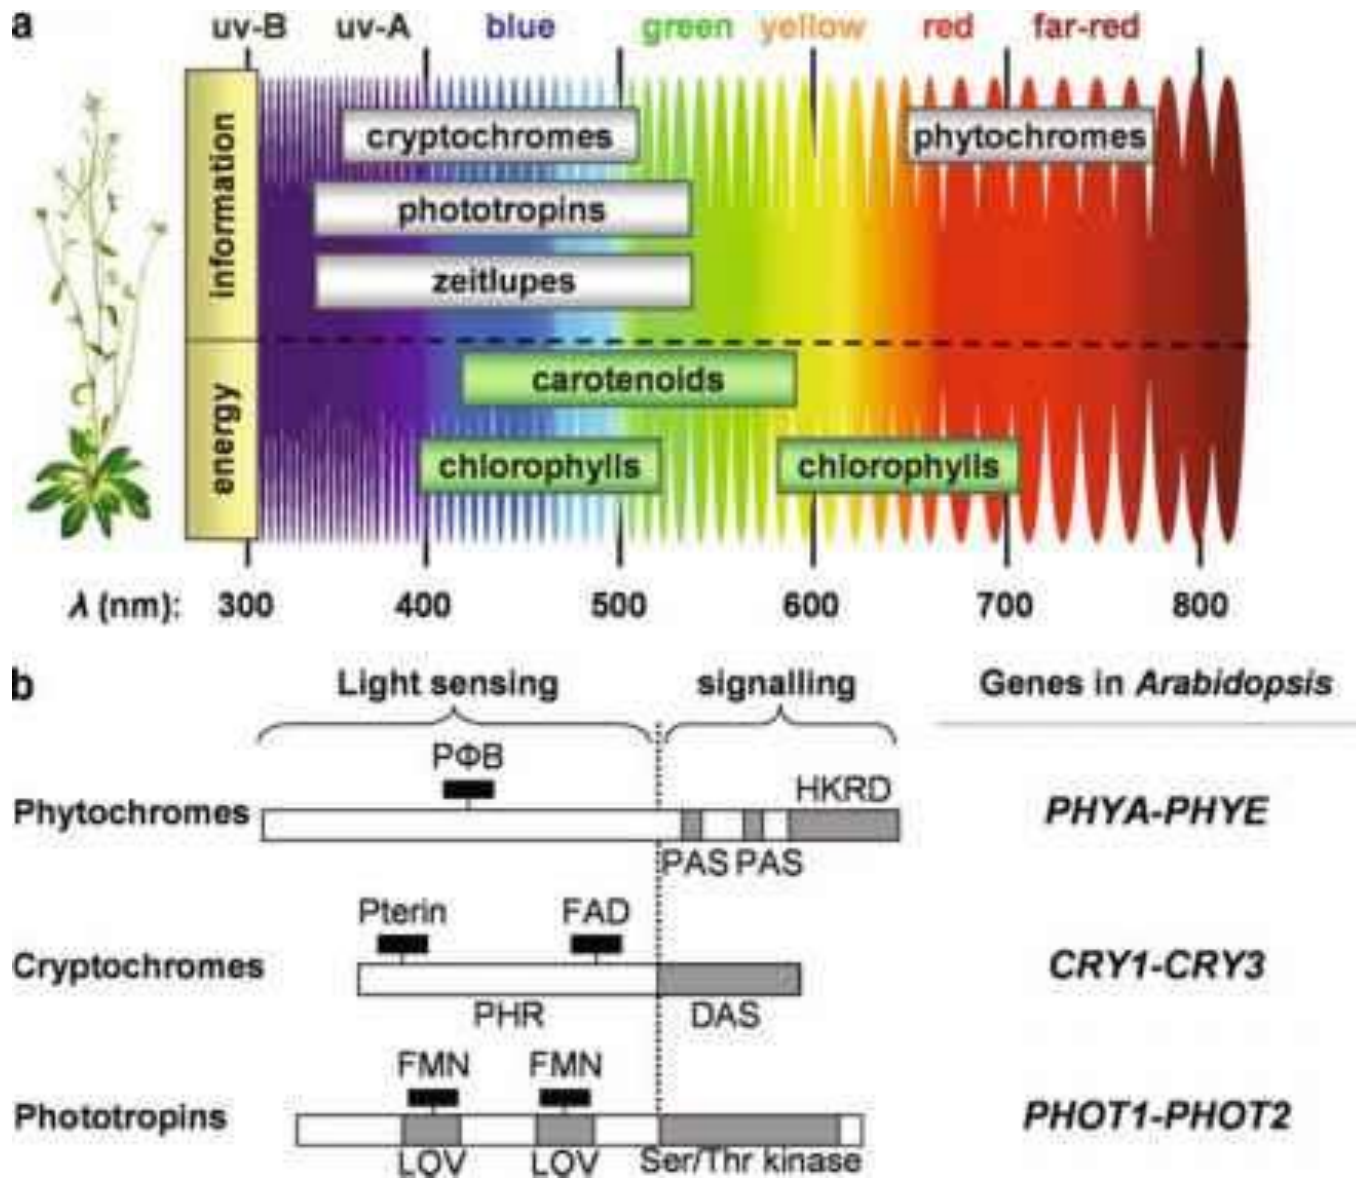 a uv-B uv-A blue green yellow red far-red
information
cryptochromes phytochromes
phototropins
zeitlupes
energy
carotenoids
chlorophylls chlorophylls
λ (nm): 300 400 500 600 700 800
b Light sensing signalling Genes in Arabidopsis
PΦB
HKRD
Phytochromes PHYA-PHYE
PAS PAS
Pterin FAD
Cryptochromes CRY1-CRY3
PHR DAS
FMN FMN
Phototropins PHOT1-PHOT2
LOV LOV Ser/Thr kinase